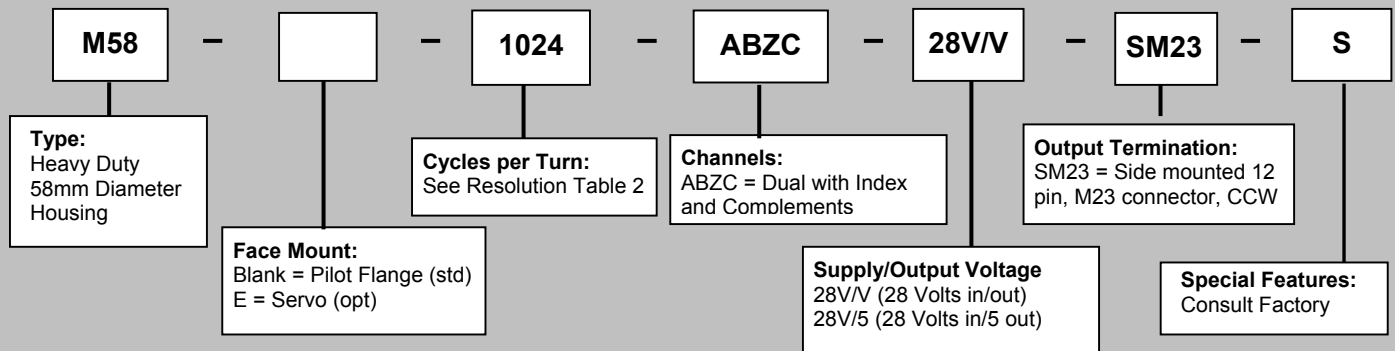 M58 – – 1024 – ABZC – 28V/V – SM23 – S
Type:
Heavy Duty
58mm Diameter
Housing
Face Mount:
Blank = Pilot Flange (std)
E = Servo (opt)
Cycles per Turn:
See Resolution Table 2
Channels:
ABZC = Dual with Index
and Complements
Supply/Output Voltage
28V/V (28 Volts in/out)
28V/5 (28 Volts in/5 out)
Output Termination:
SM23 = Side mounted 12
pin, M23 connector, CCW
Special Features:
Consult Factory